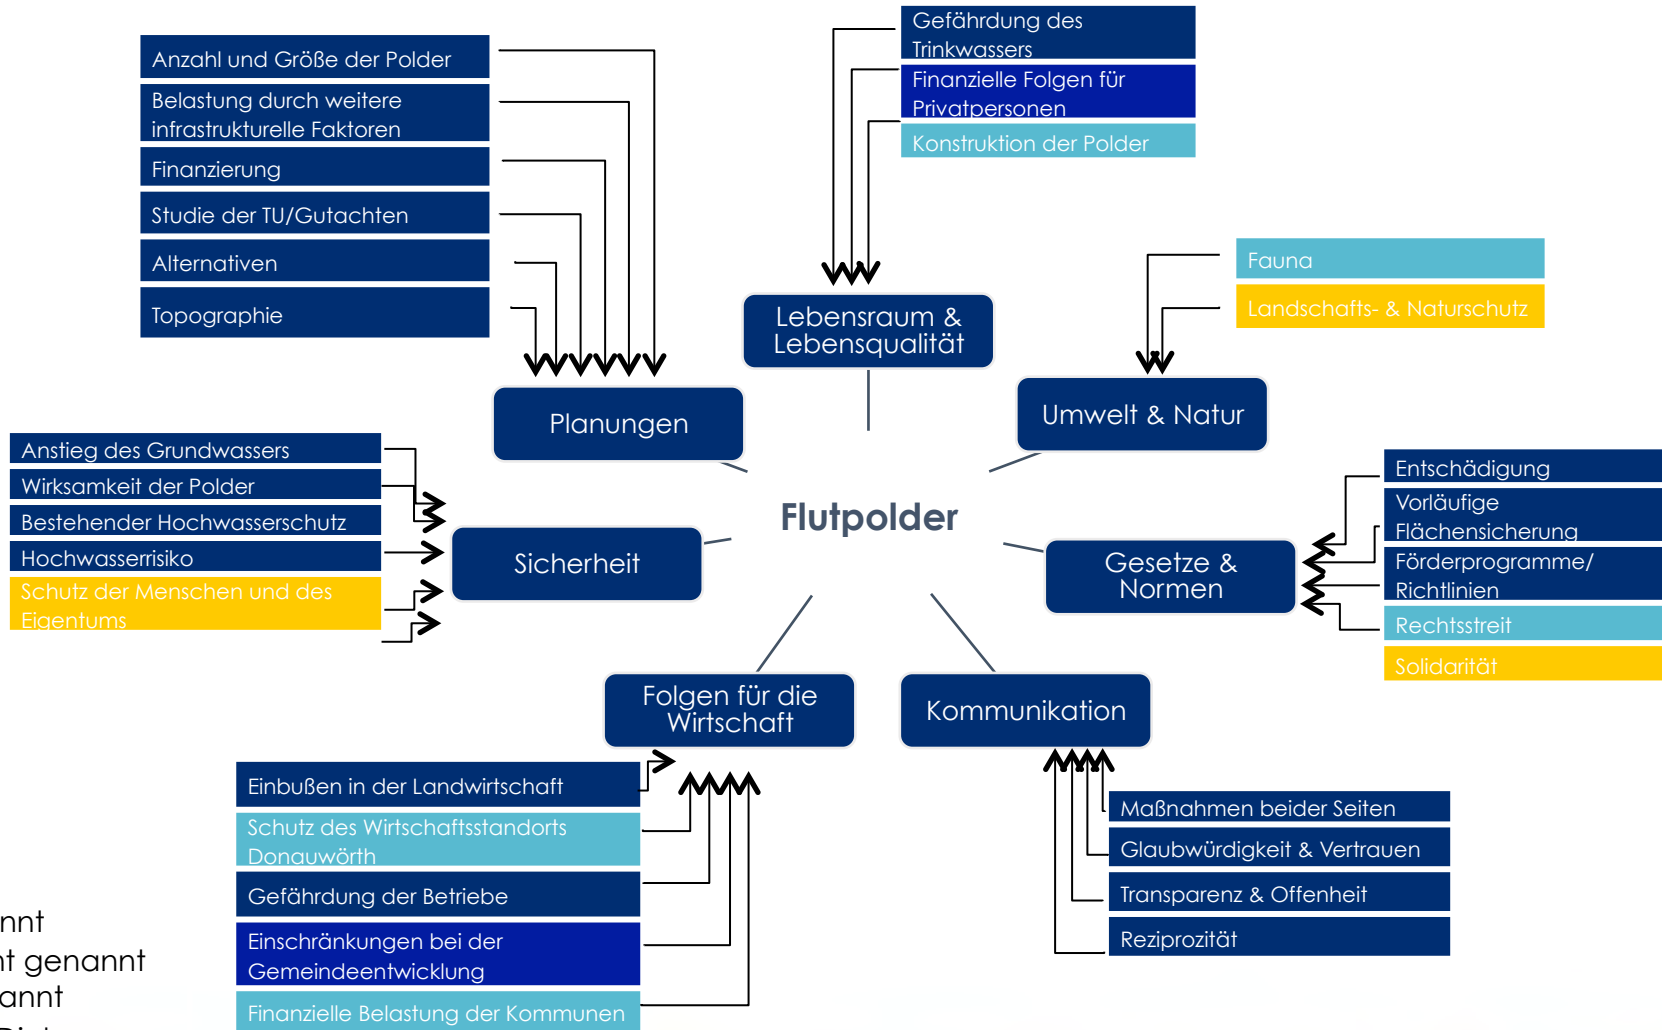 Gefährdung des
Trinkwassers
Finanzielle Folgen für
Privatpersonen
Konstruktion der Polder
Anzahl und Größe der Polder
Belastung durch weitere
infrastrukturelle Faktoren
Finanzierung
Studie der TU/Gutachten
Alternativen
Topographie
Fauna
Landschafts- & Naturschutz
Lebensraum &
Lebensqualität
Planungen
Umwelt & Natur
Anstieg des Grundwassers
Wirksamkeit der Polder
Bestehender Hochwasserschutz
Hochwasserrisiko
Schutz der Menschen und des
Eigentums
Sicherheit
Flutpolder
Gesetze &
Normen
Entschädigung
Vorläufige
Flächensicherung
Förderprogramme/
Richtlinien
Rechtsstreit
Solidarität
Folgen für die
Wirtschaft
Kommunikation
Einbußen in der Landwirtschaft
Schutz des Wirtschaftsstandorts
Donauwörth
Gefährdung der Betriebe
Einschränkungen bei der
Gemeindeentwicklung
Finanzielle Belastung der Kommunen
Maßnahmen beider Seiten
Glaubwürdigkeit & Vertrauen
Transparenz & Offenheit
Reziprozität
genannt